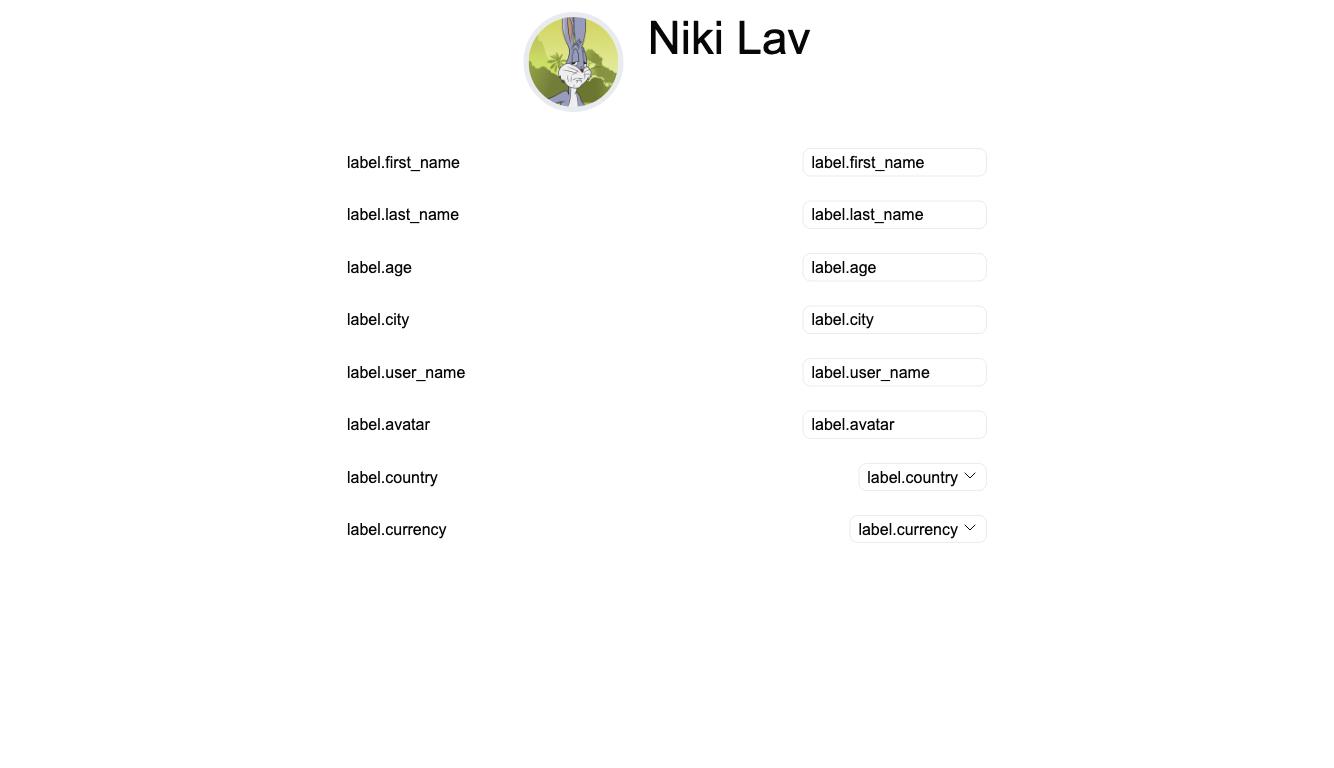 Niki Lav
label.first_name label.first_name
label.last_name label.last_name
label.age label.age
label.city label.city
label.user_name label.user_name
label.avatar label.avatar
label.country label.country
label.currency label.currency